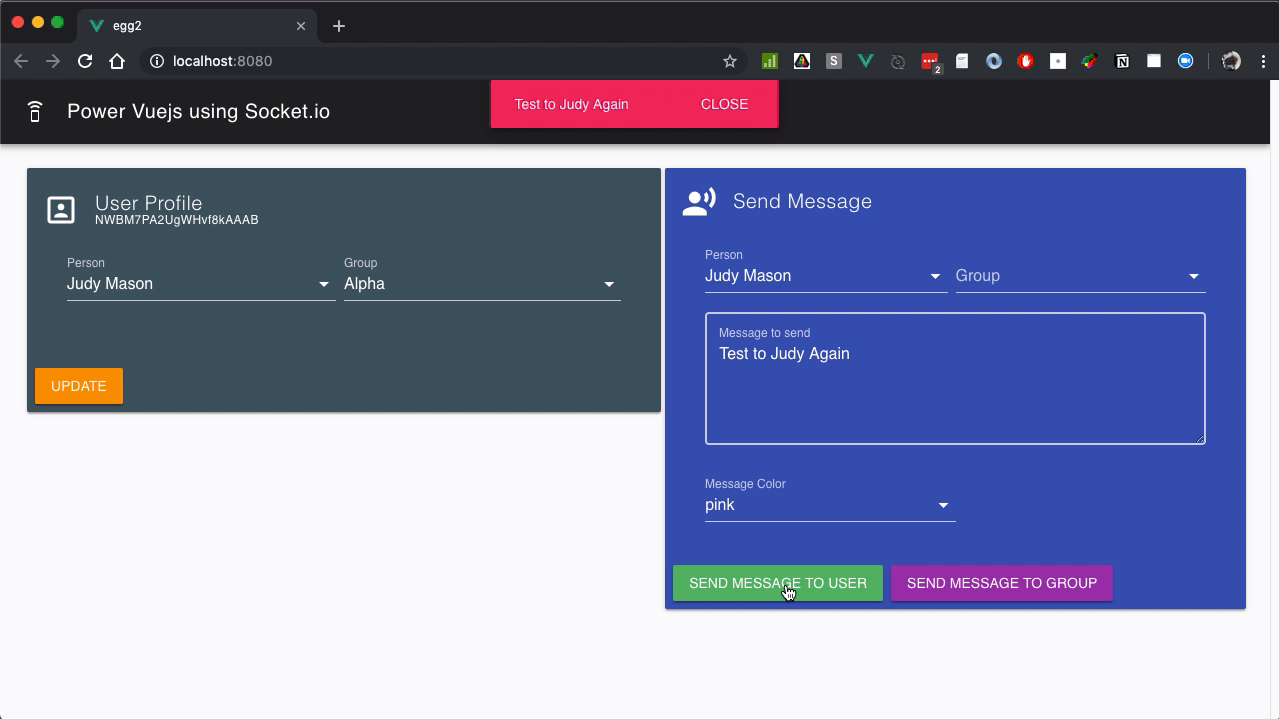 egg2
localhost:8080
S
2
N
Power Vuejs using Socket.io
Test to Judy Again CLOSE
User Profile
NWBM7PA2UgWHvf8kAAAB
Person
Judy Mason
Group
Alpha
UPDATE
Send Message
Person
Judy Mason
Group
Message to send
Test to Judy Again
Message Color
pink
SEND MESSAGE TO USER
SEND MESSAGE TO GROUP